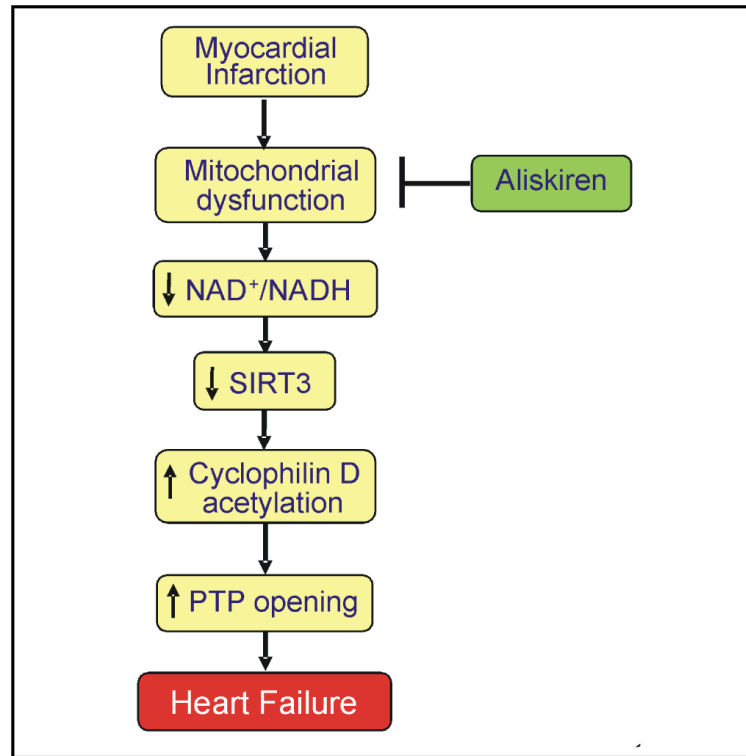 Myocardial
Infarction
Mitochondrial
dysfunction
Aliskiren
↓ NAD⁺/NADH
↓ SIRT3
↑ Cyclophilin D
acetylation
↑ PTP opening
Heart Failure